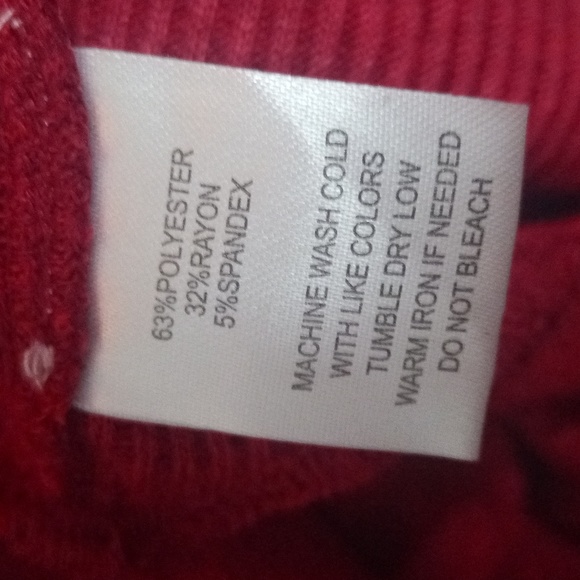 63%POLYESTER
32%RAYON
5%SPANDEX
MACHINE WASH COLD
WITH LIKE COLORS
TUMBLE DRY LOW
WARM IRON IF NEEDED
DO NOT BLEACH